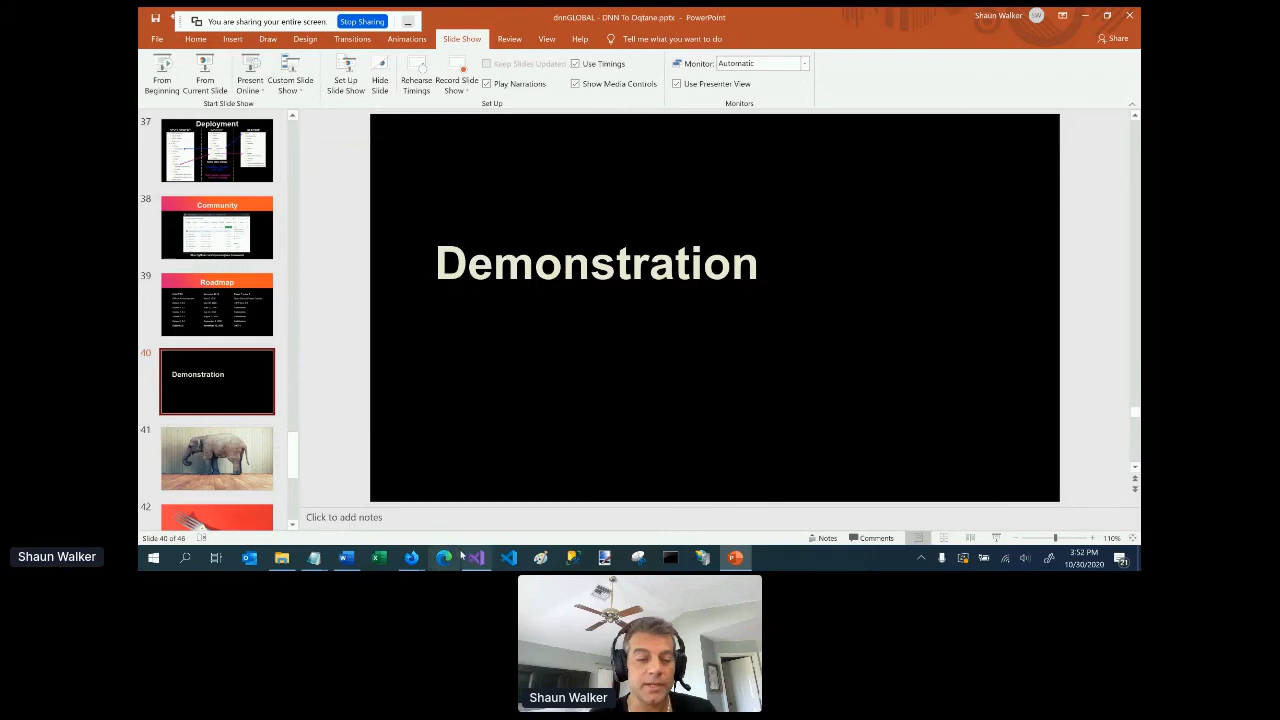 You are sharing your entire screen.
Stop Sharing
dnnGLOBAL - DNN To Oqtane.pptx - PowerPoint
Shaun Walker
SW
File
Home
Insert
Draw
Design
Transitions
Animations
Slide Show
Review
View
Help
Tell me what you want to do
Share
From Beginning
From Current Slide
Present Online
Custom Slide Show
Start Slide Show
Set Up Slide Show
Hide Slide
Rehearse Timings
Record Slide Show
Keep Slides Updated
Play Narrations
Use Timings
Show Media Controls
Set Up
Monitor:
Automatic
Use Presenter View
Monitors
37
Deployment
38
Community
39
Roadmap
40
Demonstration
41
42
Demonstration
Click to add notes
Slide 40 of 46
Notes
Comments
110%
3:52 PM
10/30/2020
21
Shaun Walker
Shaun Walker